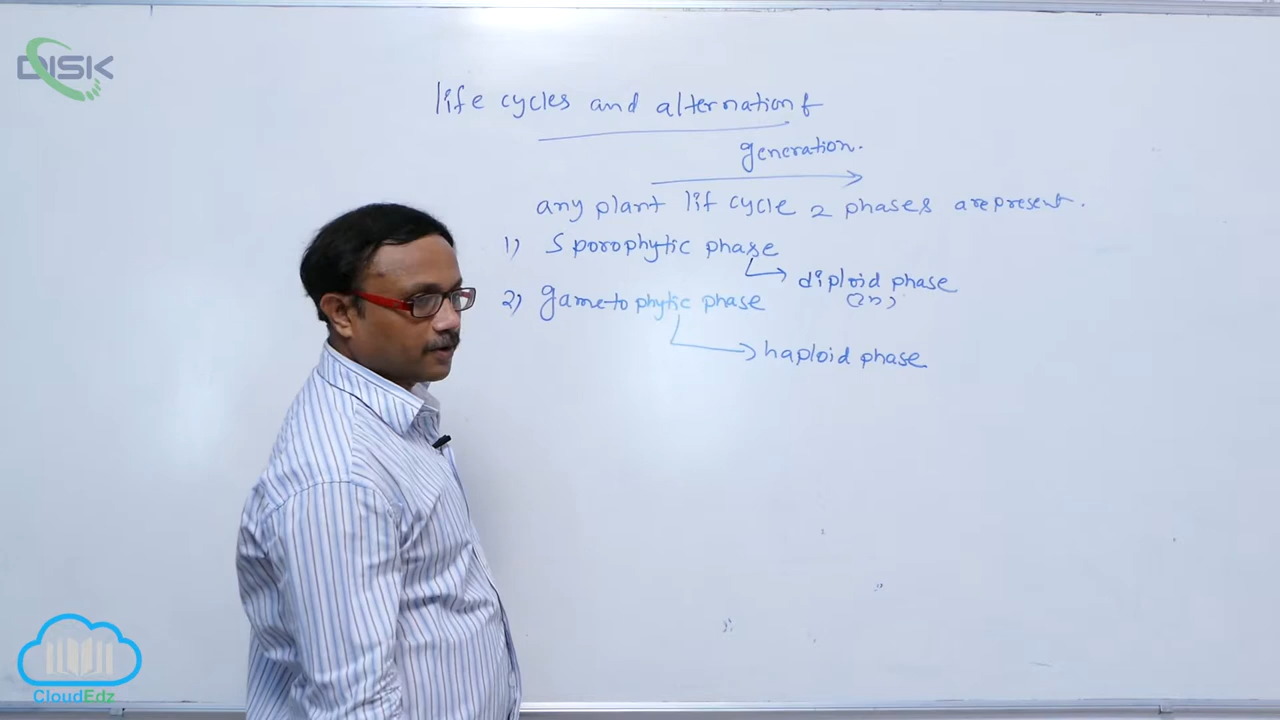 DISK
life cycles and alternation of
generation.
any plant lif cycle 2 phases are present.
1) Sporophytic phase
diploid phase
(2n)
2) gametophytic phase
haploid phase
CloudEdz